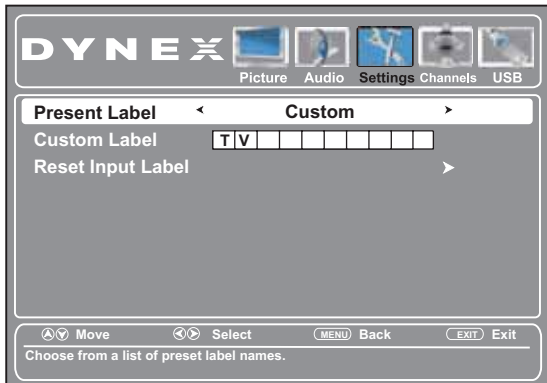 DYNEX
Picture Audio Settings Channels USB
Present Label Custom
Custom Label T V
Reset Input Label
Move Select MENU Back EXIT Exit
Choose from a list of preset label names.